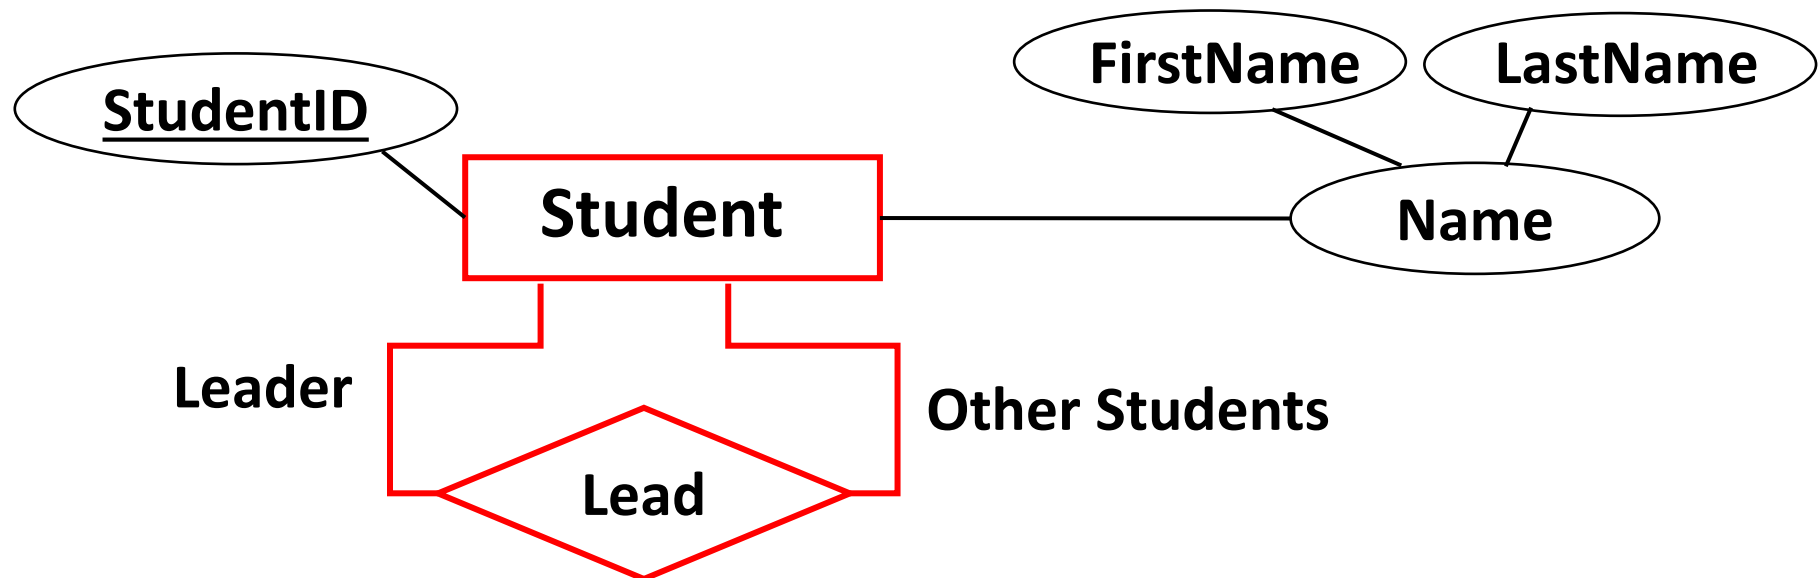 FirstName
LastName
StudentID
Student
Name
Leader
Other Students
Lead